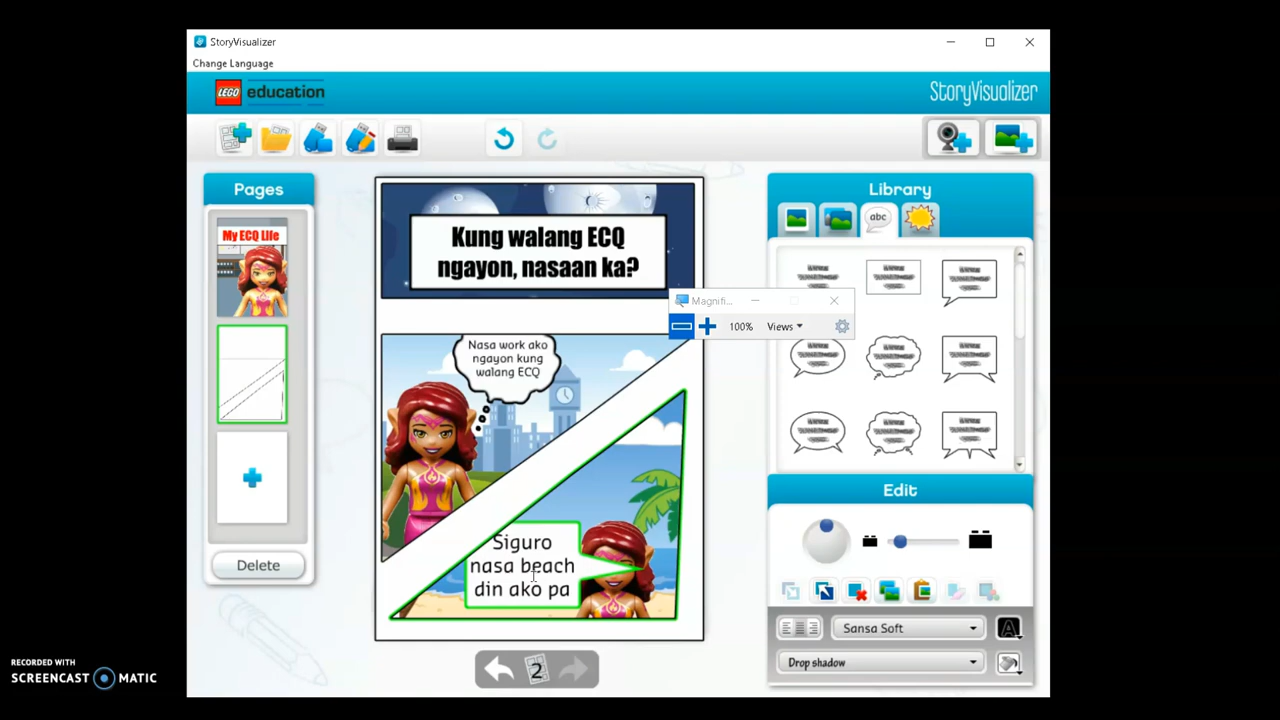 StoryVisualizer
Change Language
LEGO education
StoryVisualizer
Pages
My ECQ Life
Delete
Kung walang ECQ
ngayon, nasaan ka?
Nasa work ako
ngayon kung
walang ECQ
Siguro
nasa beach
din ako pa
2
Library
abc
Magnifi...
100%
Views
Edit
Sansa Soft
A
Drop shadow
RECORDED WITH
SCREENCAST MATIC